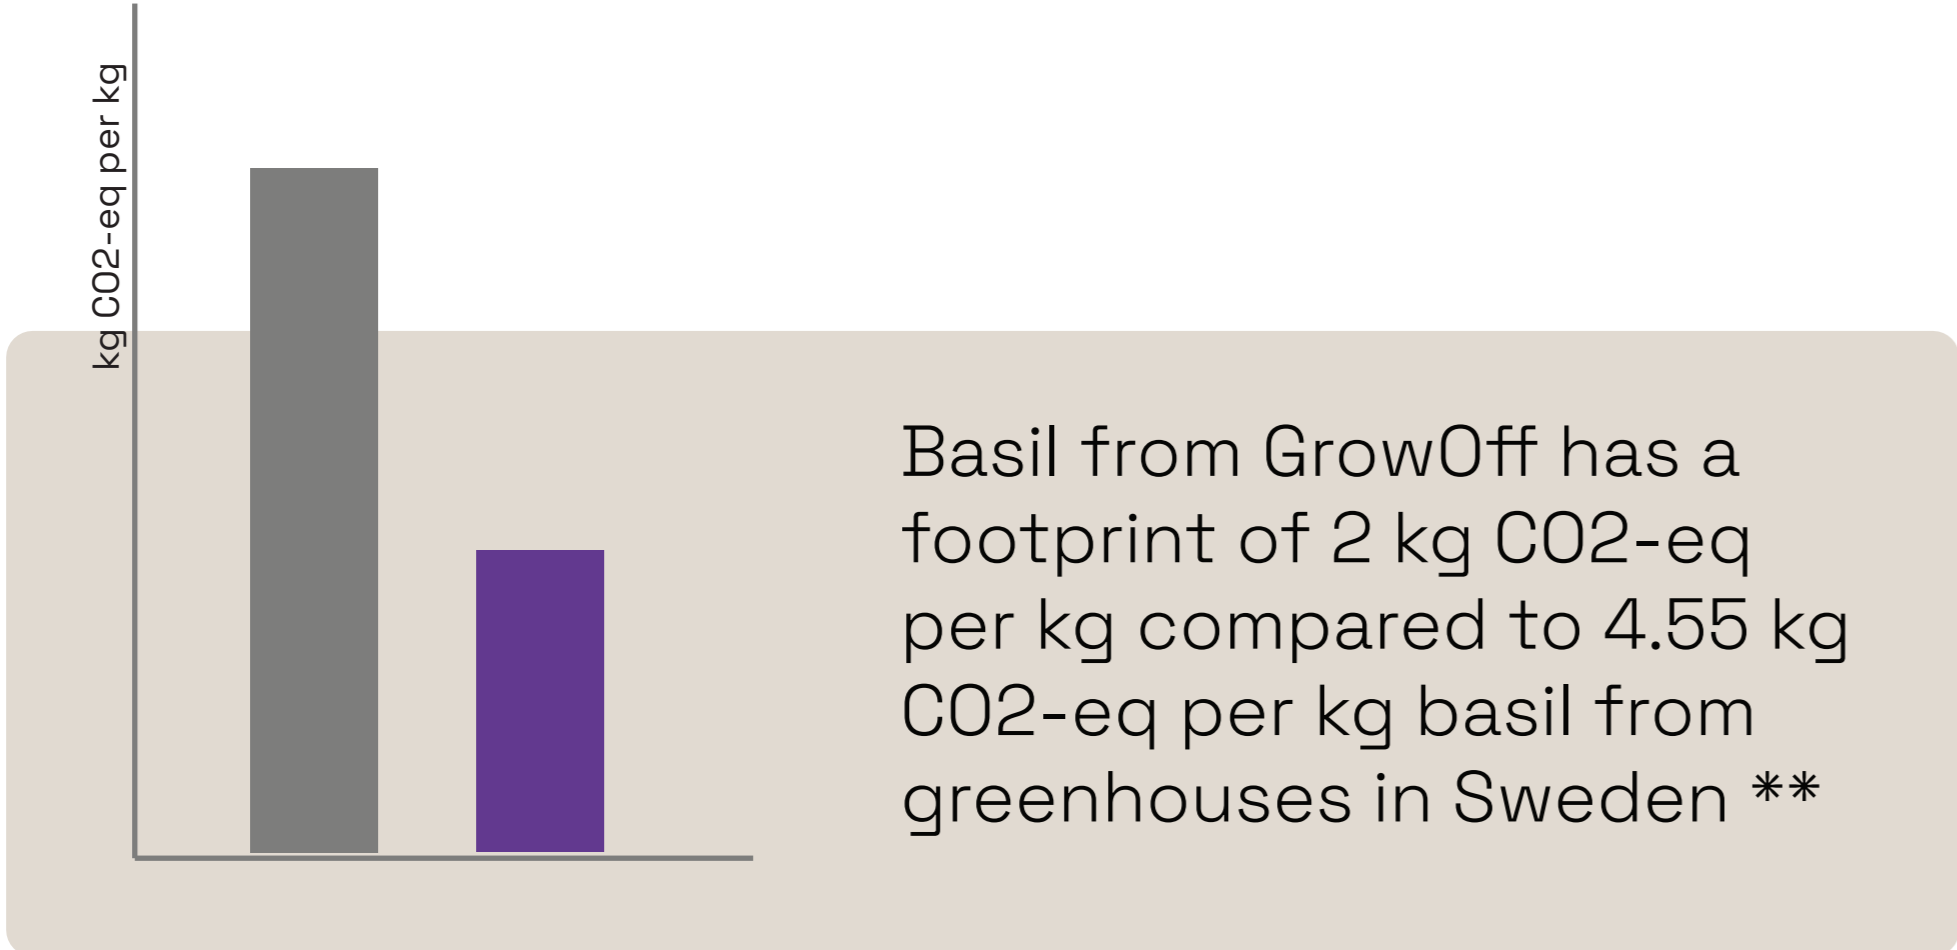 kg CO2-eq per kg
Basil from GrowOff has a
footprint of 2 kg CO2-eq
per kg compared to 4.55 kg
CO2-eq per kg basil from
greenhouses in Sweden **